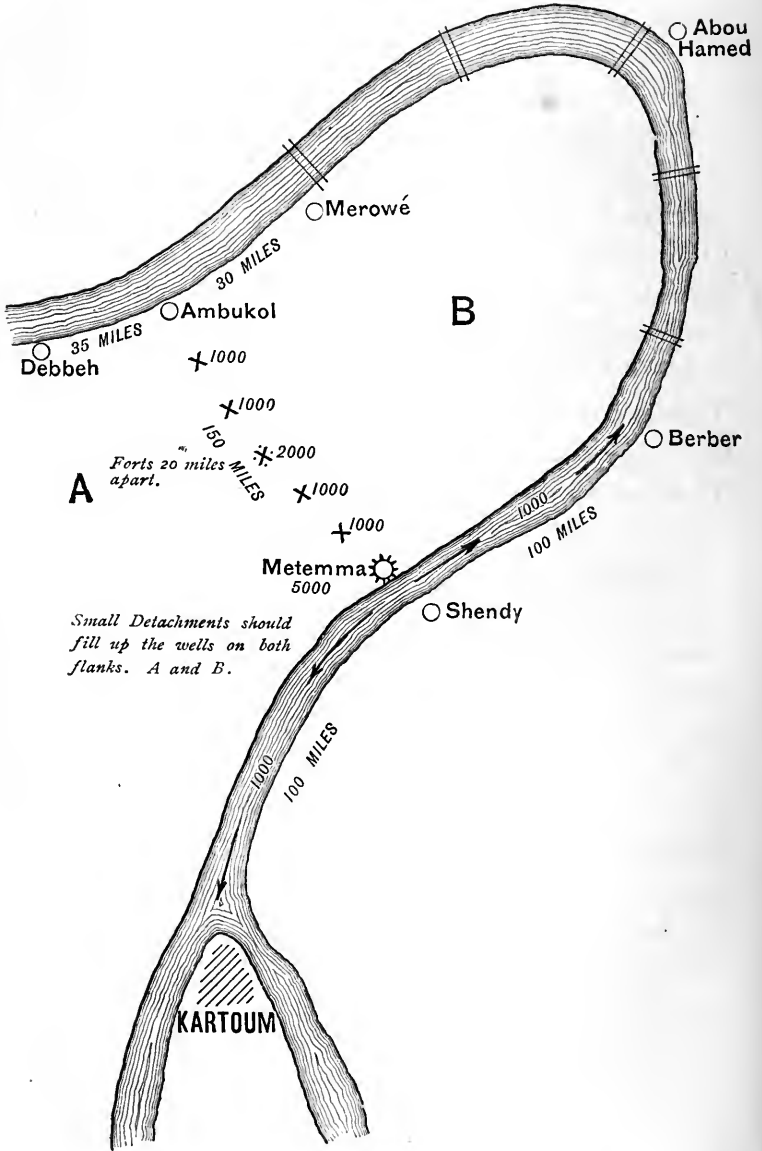 Abou
Hamed
Merowé
30 MILES
Ambukol
35 MILES
Debbeh
B
1000
1000
150 MILES
2000
Forts 20 miles
apart.
A
1000
1000
Berber
1000
100 MILES
Metemma
5000
Shendy
Small Detachments should
fill up the wells on both
flanks. A and B.
1000
100 MILES
KARTOUM